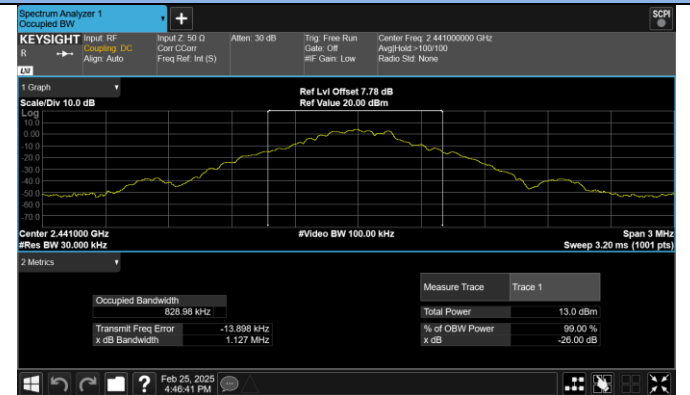 Spectrum Analyzer 1
Occupied BW
SCPI
KEYSIGHT
R
LXI
Input: RF
Coupling: DC
Align: Auto
Input Z: 50 Ω
Corr CCorr
Freq Ref: Int (S)
Atten: 30 dB
Trig: Free Run
Gate: Off
#IF Gain: Low
Center Freq: 2.441000000 GHz
Avg|Hold:>100/100
Radio Std: None
1 Graph
Scale/Div 10.0 dB
Ref Lvl Offset 7.78 dB
Ref Value 20.00 dBm
Log
10.0
0.00
-10.0
-20.0
-30.0
-40.0
-50.0
-60.0
-70.0
Center 2.441000 GHz
#Res BW 30.000 kHz
#Video BW 100.00 kHz
Span 3 MHz
Sweep 3.20 ms (1001 pts)
2 Metrics
Occupied Bandwidth
828.98 kHz
Transmit Freq Error -13.898 kHz
x dB Bandwidth 1.127 MHz
Measure Trace Trace 1
Total Power 13.0 dBm
% of OBW Power 99.00 %
x dB -26.00 dB
?
Feb 25, 2025
4:46:41 PM